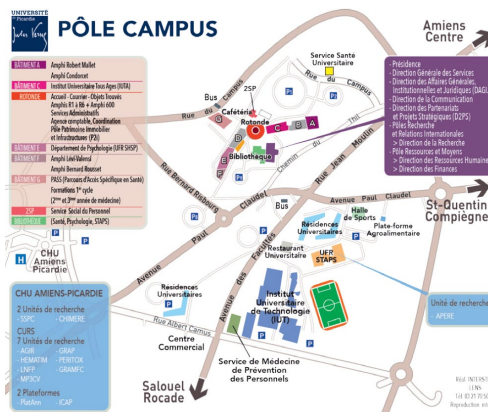 UNIVERSITÉ
de Picardie
Jules Verne
PÔLE CAMPUS
BÂTIMENT A Amphi Robert Mallet
Amphi Condorcet
BÂTIMENT C Institut Universitaire Tous Ages (IUTA)
ROTONDE Accueil - Courrier - Objets Trouvés
Amphis R1 à R6 + Amphi 600
Services Administratifs
Agence comptable, Coordination
Pôle Patrimoine Immobilier
et Infrastructures (P2i)
BÂTIMENT E Département de Psychologie (UFR SHSP)
BÂTIMENT F Amphi Lévi-Valensi
Amphi Bernard Rousset
BÂTIMENT G PASS (Parcours d'Accès Spécifique en Santé)
Formations 1er cycle
(2ème et 3ème année de médecine)
2SP Service Social du Personnel
BIBLIOTHÈQUE (Santé, Psychologie, STAPS)
Amiens
Centre
- Présidence
- Direction Générale des Services
- Direction des Affaires Générales,
Institutionnelles et Juridiques (DAGIJ)
- Direction de la Communication
- Direction des Partenariats
et Projets Stratégiques (D2PS)
- Pôles Recherche
et Relations Internationales
> Direction de la Recherche
- Pôle Ressources et Moyens
> Direction des Ressources Humaines
> Direction des Finances
Service Santé
Universitaire
Rue du Campus
Rue du Campus
Bus
2SP
Cafétéria
Rotonde
G
D
C
B
A
E
F
Bibliothèque
Chemin du Thil
Rue Jean Moulin
Rue Bernard Risbourg
Avenue Paul Claudel
Avenue Paul Claudel
Bus
Halle
de Sports
Résidences
Universitaires
Plate-forme
Agroalimentaire
St-Quentin
Compiègne
Restaurant
Universitaire
UFR
STAPS
H
CHU
Amiens
Picardie
Avenue des Facultés
Résidences
Universitaires
Institut
Universitaire
de Technologie
(IUT)
Rue Albert Camus
Centre
Commercial
Service de Médecine
de Prévention
des Personnels
Salouel
Rocade
CHU AMIENS-PICARDIE
2 Unités de recherche
- SSPC - CHIMERE
CURS
7 Unités de recherche
- AGIR - GRAP
- HEMATIM - PERITOX
- LNFP - GRAMFC
- MP3CV
2 Plateformes
- PlatAnn - ICAP
Unité de recherche
- APERE
LENS